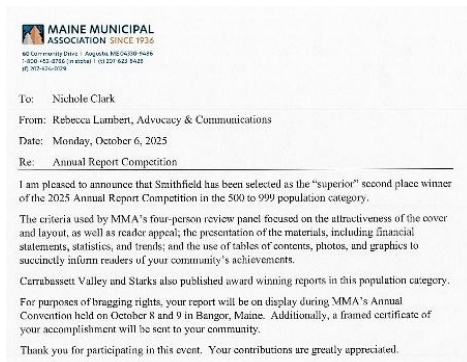 MAINE MUNICIPAL
ASSOCIATION SINCE 1936
60 Community Drive | Augusta, ME 04330-9486
To: Nichole Clark
From: Rebecca Lambert, Advocacy & Communications
Date: Monday, October 6, 2025
Re: Annual Report Competition
I am pleased to announce that Smithfield has been selected as the “superior” second place winner
of the 2025 Annual Report Competition in the 500 to 999 population category.
The criteria used by MMA’s four-person review panel focused on the attractiveness of the cover
and layout, as well as reader appeal; the presentation of the materials, including financial
statements, statistics, and trends; and the use of tables of contents, photos, and graphics to
succinctly inform readers of your community’s achievements.
Carrabassett Valley and Starks also published award winning reports in this population category.
For purposes of bragging rights, your report will be on display during MMA’s Annual
Convention held on October 8 and 9 in Bangor, Maine. Additionally, a framed certificate of
your accomplishment will be sent to your community.
Thank you for participating in this event. Your contributions are greatly appreciated.